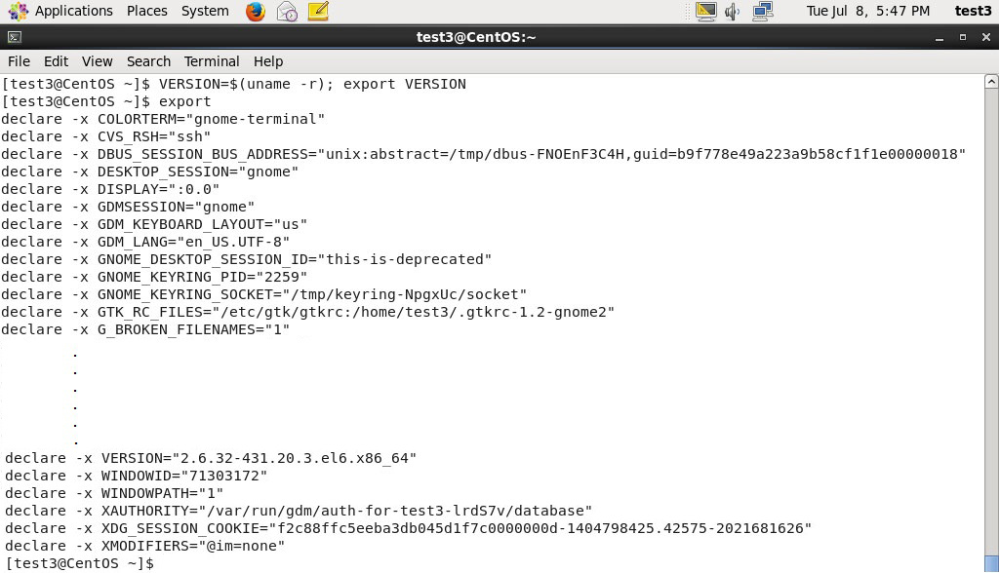 Applications Places System Tue Jul 8, 5:47 PM test3
test3@CentOS:~
File Edit View Search Terminal Help
[test3@CentOS ~]$ VERSION=$(uname -r); export VERSION
[test3@CentOS ~]$ export
declare -x COLORTERM="gnome-terminal"
declare -x CVS_RSH="ssh"
declare -x DBUS_SESSION_BUS_ADDRESS="unix:abstract=/tmp/dbus-FNOEnF3C4H,guid=b9f778e49a223a9b58cf1f1e00000018"
declare -x DESKTOP_SESSION="gnome"
declare -x DISPLAY=":0.0"
declare -x GDMSESSION="gnome"
declare -x GDM_KEYBOARD_LAYOUT="us"
declare -x GDM_LANG="en_US.UTF-8"
declare -x GNOME_DESKTOP_SESSION_ID="this-is-deprecated"
declare -x GNOME_KEYRING_PID="2259"
declare -x GNOME_KEYRING_SOCKET="/tmp/keyring-NpgxUc/socket"
declare -x GTK_RC_FILES="/etc/gtk/gtkrc:/home/test3/.gtkrc-1.2-gnome2"
declare -x G_BROKEN_FILENAMES="1"
.
.
.
.
.
.
declare -x VERSION="2.6.32-431.20.3.el6.x86_64"
declare -x WINDOWID="71303172"
declare -x WINDOWPATH="1"
declare -x XAUTHORITY="/var/run/gdm/auth-for-test3-lrdS7v/database"
declare -x XDG_SESSION_COOKIE="f2c88ffc5eeba3db045d1f7c0000000d-1404798425.42575-2021681626"
declare -x XMODIFIERS="@im=none"
[test3@CentOS ~]$